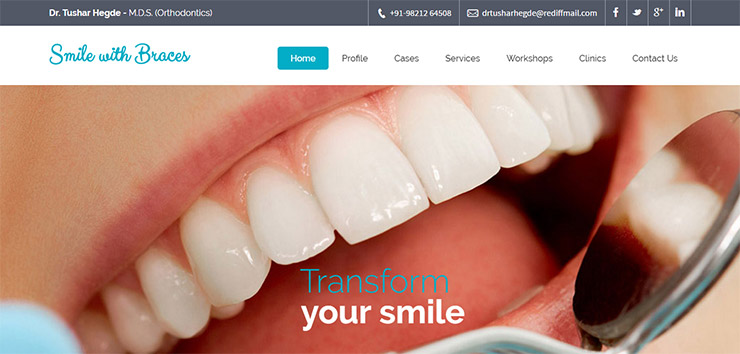 Dr. Tushar Hegde - M.D.S. (Orthodontics) +91-98212 64508 drtusharhegde@rediffmail.com
Smile with Braces Home Profile Cases Services Workshops Clinics Contact Us
Transform
your smile